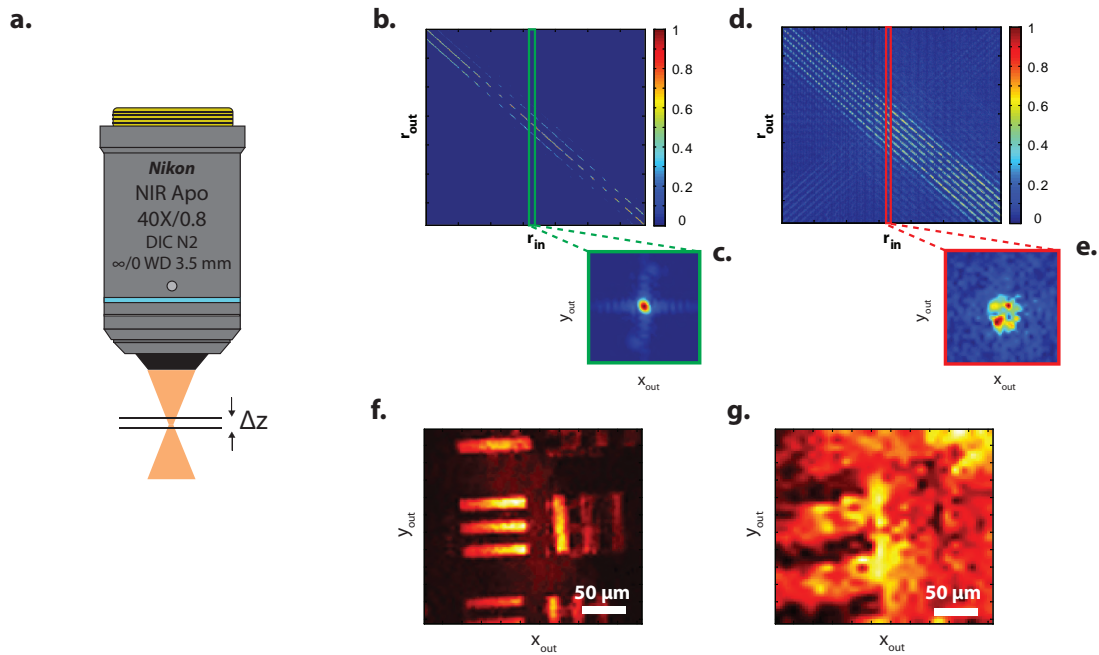 a.
Nikon
NIR Apo
40X/0.8
DIC N2
∞/0 WD 3.5 mm
Δz
b.
r_out
r_in
1
0.8
0.6
0.4
0.2
0
c.
y_out
x_out
d.
r_out
r_in
1
0.8
0.6
0.4
0.2
0
e.
y_out
x_out
f.
y_out
x_out
50 μm
g.
y_out
x_out
50 μm